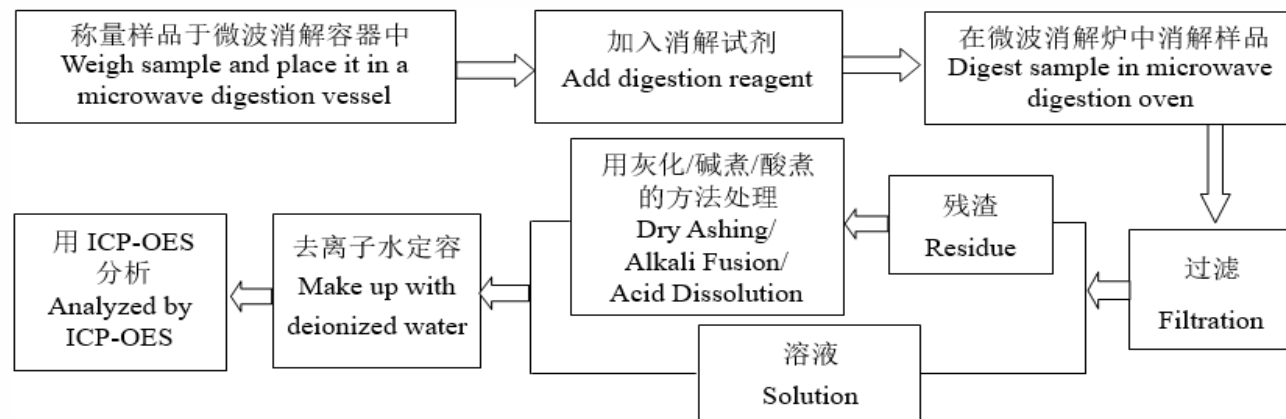 称量样品于微波消解容器中
Weigh sample and place it in a
microwave digestion vessel
加入消解试剂
Add digestion reagent
在微波消解炉中消解样品
Digest sample in microwave
digestion oven
过滤
Filtration
残渣
Residue
用灰化/碱煮/酸煮
的方法处理
Dry Ashing/
Alkali Fusion/
Acid Dissolution
溶液
Solution
去离子水定容
Make up with
deionized water
用 ICP-OES
分析
Analyzed by
ICP-OES